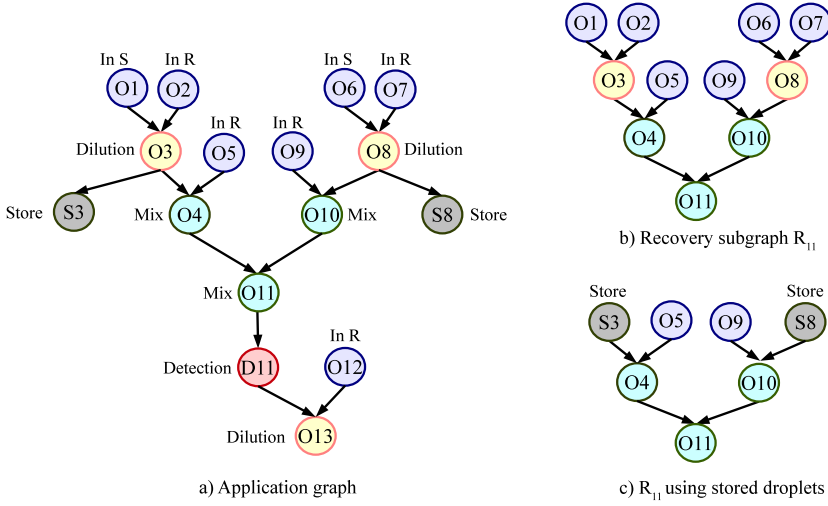 In S
In R
O1
O2
Dilution
O3
In R
O5
Store
S3
Mix
O4
In S
In R
O6
O7
In R
O9
O8
Dilution
O10
Mix
S8
Store
Mix
O11
Detection
D11
In R
O12
Dilution
O13
a) Application graph
O1
O2
O6
O7
O3
O5
O9
O8
O4
O10
O11
b) Recovery subgraph R11
Store
Store
S3
O5
O9
S8
O4
O10
O11
c) R11 using stored droplets